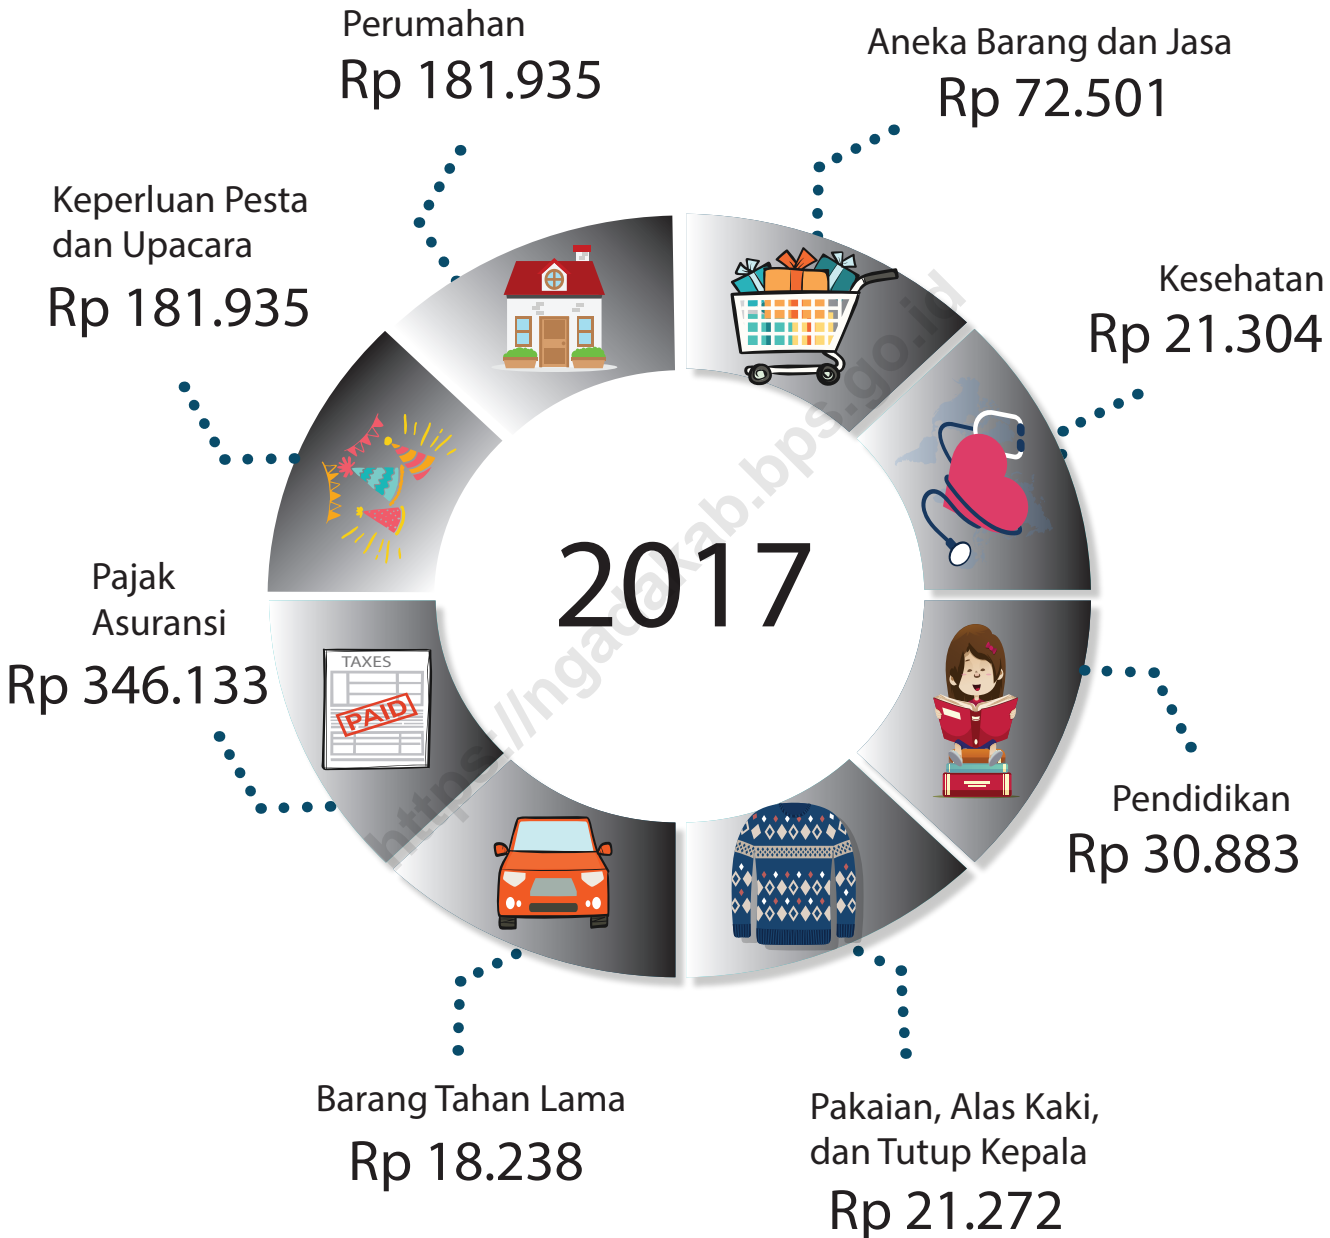 Perumahan
Rp 181.935
Aneka Barang dan Jasa
Rp 72.501
Keperluan Pesta
dan Upacara
Rp 181.935
Kesehatan
Rp 21.304
2017
Pajak
Asuransi
Rp 346.133
TAXES
PAID
Pendidikan
Rp 30.883
Barang Tahan Lama
Rp 18.238
Pakaian, Alas Kaki,
dan Tutup Kepala
Rp 21.272
https://ngadakab.bps.go.id